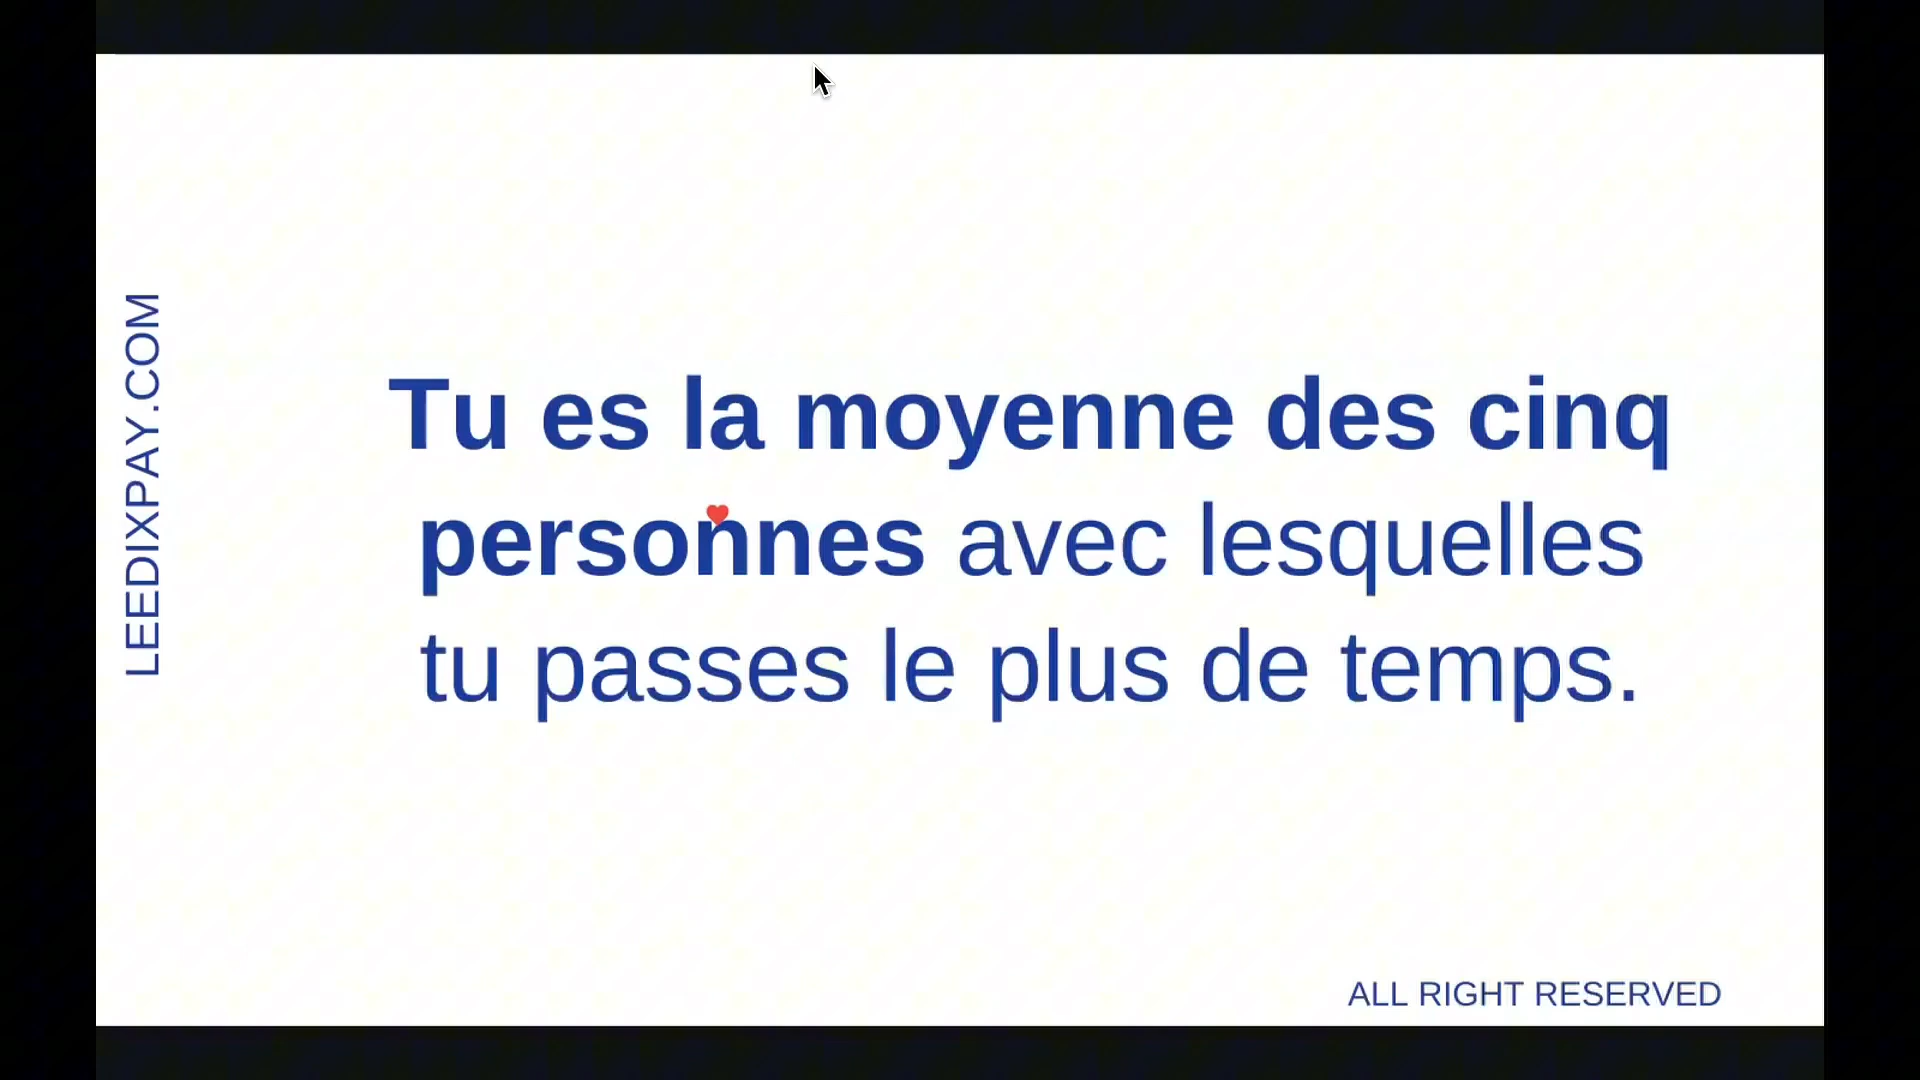 LEEDIXPAY.COM
Tu es la moyenne des cinq
personnes avec lesquelles
tu passes le plus de temps.
ALL RIGHT RESERVED